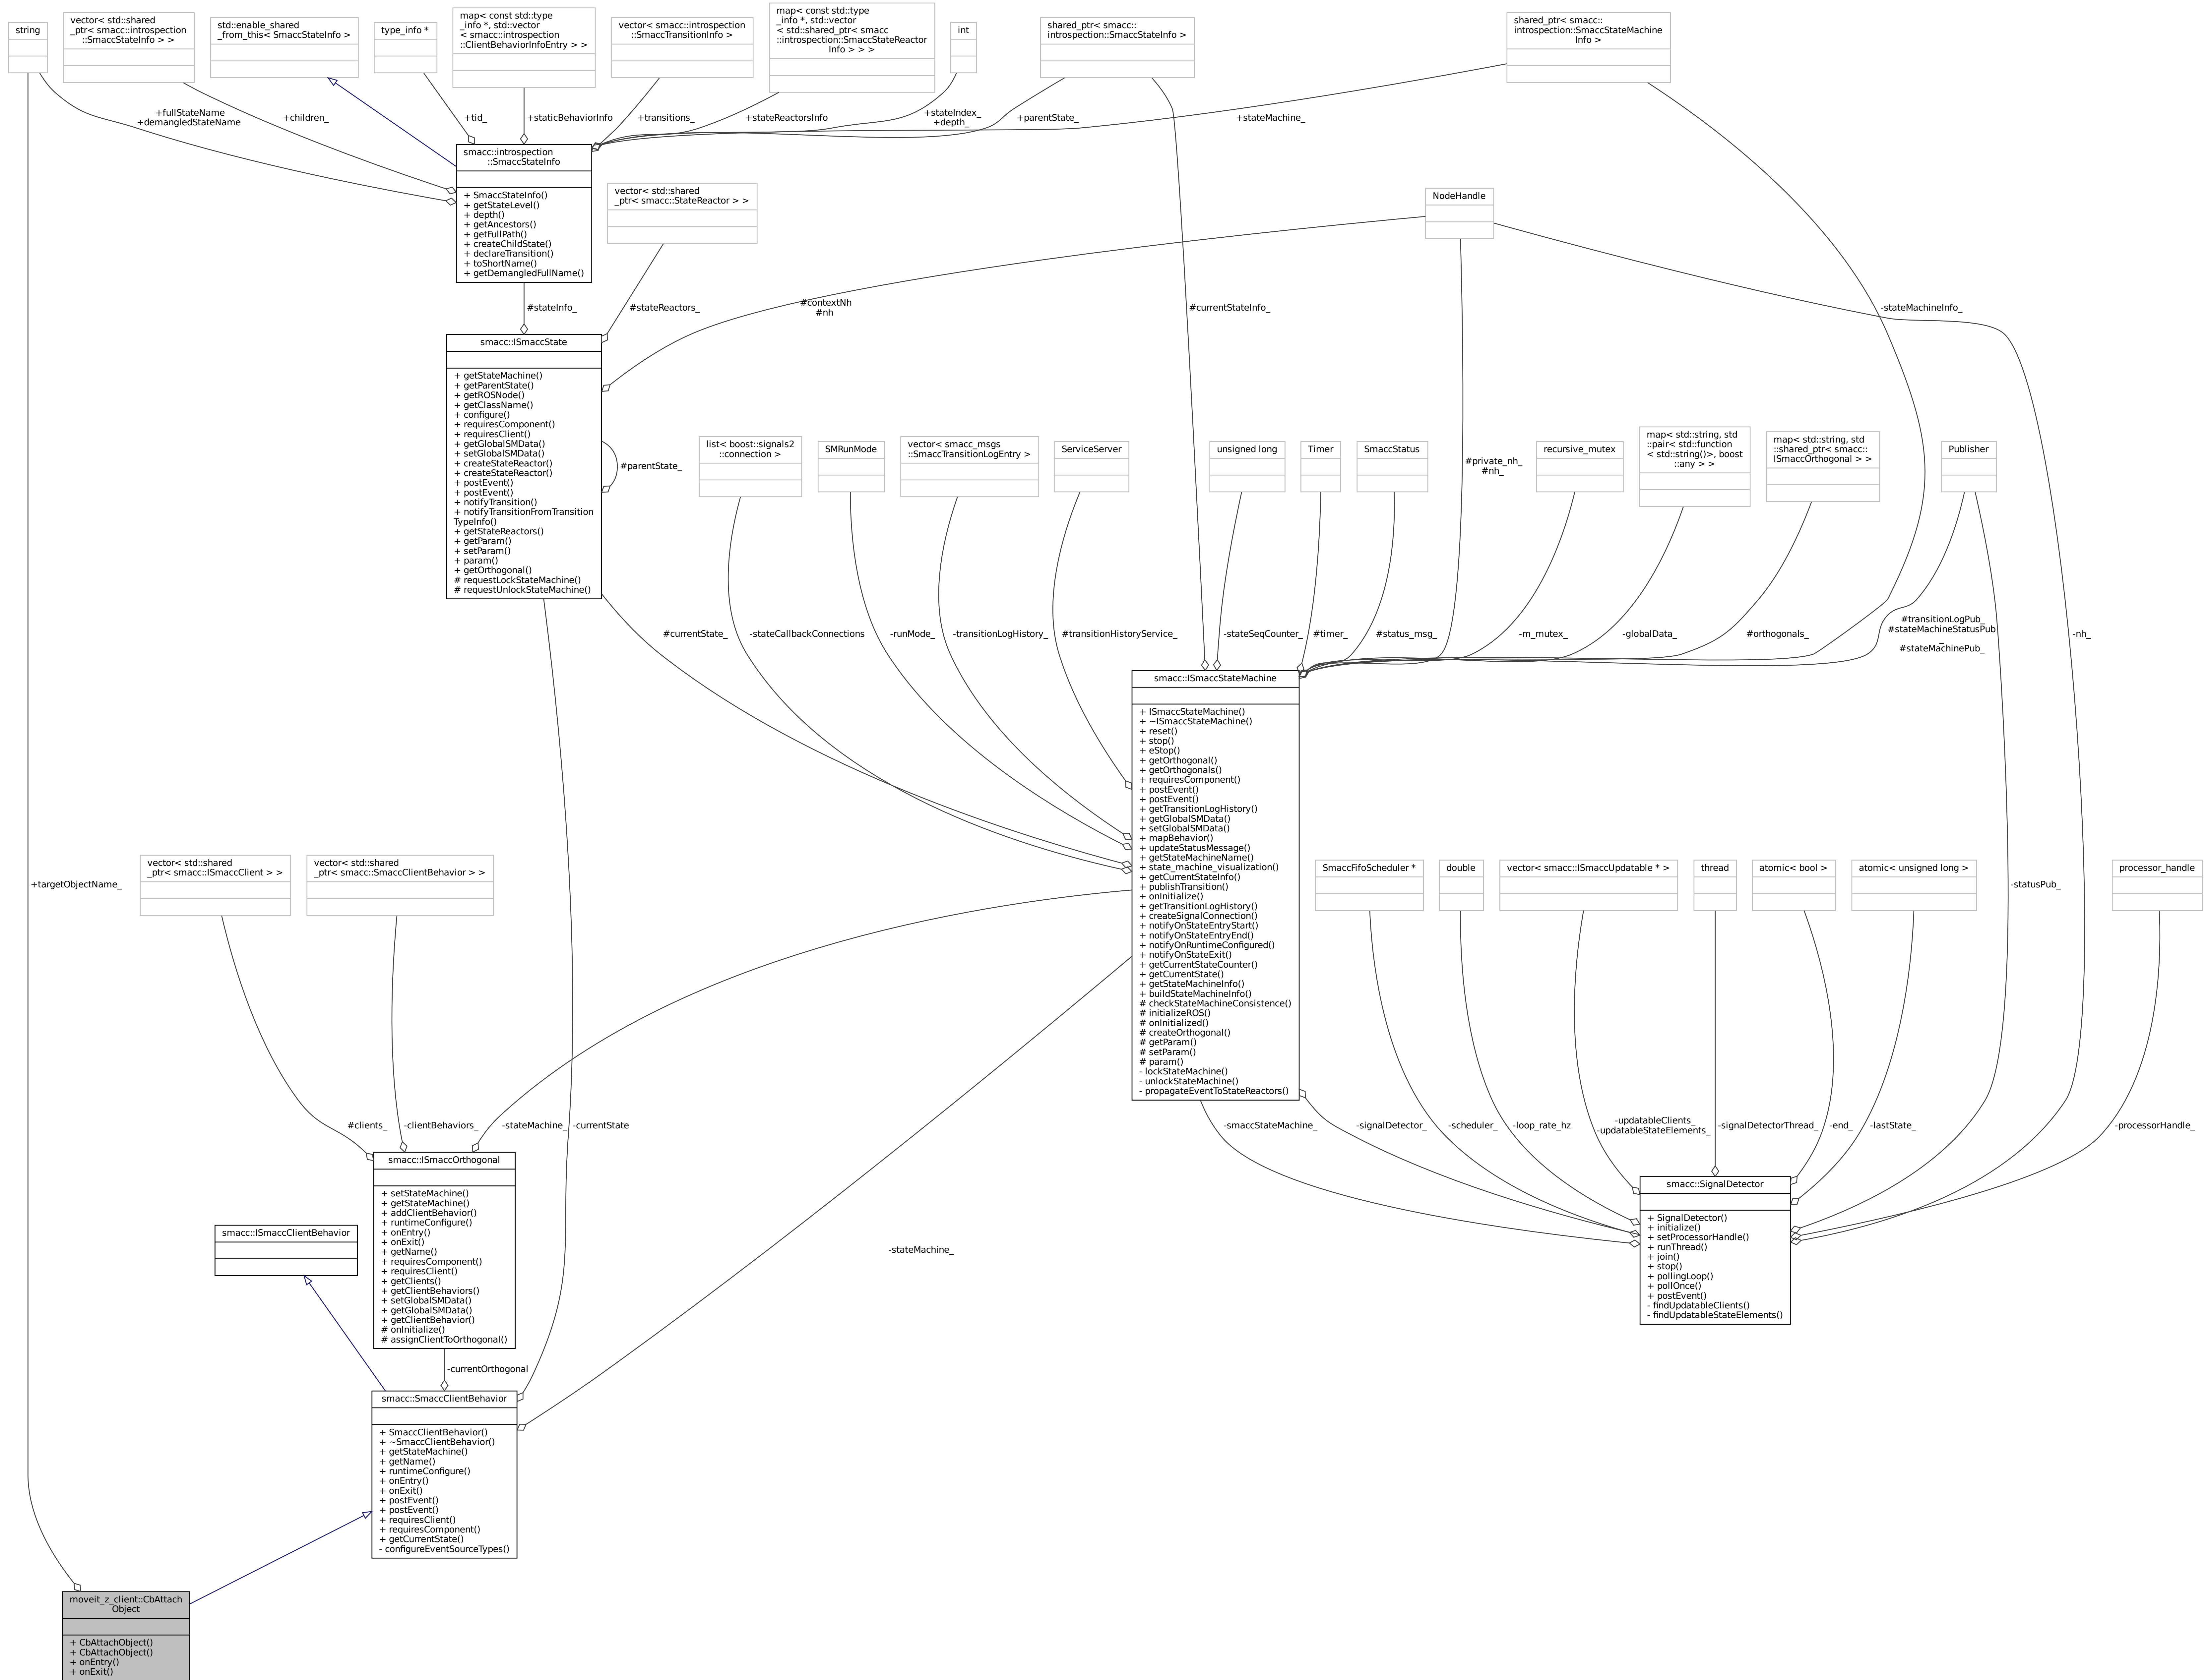 string
vector< std::shared
_ptr< smacc::introspection
::SmaccStateInfo > >
std::enable_shared
_from_this< SmaccStateInfo >
type_info *
map< const std::type
_info *, std::vector
< smacc::introspection
::ClientBehaviorInfoEntry > >
vector< smacc::introspection
::SmaccTransitionInfo >
map< const std::type
_info *, std::vector
< std::shared_ptr< smacc
::introspection::SmaccStateReactor
Info > > >
int
shared_ptr< smacc::
introspection::SmaccStateInfo >
shared_ptr< smacc::
introspection::SmaccStateMachine
Info >
+fullStateName
+demangledStateName
+children_
+tid_
+staticBehaviorInfo
+transitions_
+stateReactorsInfo
+stateIndex_
+depth_
+parentState_
+stateMachine_
smacc::introspection
::SmaccStateInfo
+ SmaccStateInfo()
+ getStateLevel()
+ depth()
+ getAncestors()
+ getFullPath()
+ createChildState()
+ declareTransition()
+ toShortName()
+ getDemangledFullName()
vector< std::shared
_ptr< smacc::StateReactor > >
NodeHandle
#stateInfo_
#stateReactors_
#contextNh
#nh
#currentStateInfo_
-stateMachineInfo_
smacc::ISmaccState
+ getStateMachine()
+ getParentState()
+ getROSNode()
+ getClassName()
+ configure()
+ requiresComponent()
+ requiresClient()
+ getGlobalSMData()
+ setGlobalSMData()
+ createStateReactor()
+ createStateReactor()
+ postEvent()
+ postEvent()
+ notifyTransition()
+ notifyTransitionFromTransition
TypeInfo()
+ getStateReactors()
+ getParam()
+ setParam()
+ param()
+ getOrthogonal()
# requestLockStateMachine()
# requestUnlockStateMachine()
#parentState_
list< boost::signals2
::connection >
SMRunMode
vector< smacc_msgs
::SmaccTransitionLogEntry >
ServiceServer
unsigned long
Timer
SmaccStatus
#private_nh_
#nh_
recursive_mutex
map< std::string, std
::pair< std::function
< std::string()>, boost
::any > >
map< std::string, std
::shared_ptr< smacc::
ISmaccOrthogonal > >
Publisher
#currentState_
-stateCallbackConnections
-runMode_
-transitionLogHistory_
#transitionHistoryService_
-stateSeqCounter_
#timer_
#status_msg_
-m_mutex_
-globalData_
#orthogonals_
#transitionLogPub_
#stateMachineStatusPub
_
#stateMachinePub_
-nh_
smacc::ISmaccStateMachine
+ ISmaccStateMachine()
+ ~ISmaccStateMachine()
+ reset()
+ stop()
+ eStop()
+ getOrthogonal()
+ getOrthogonals()
+ requiresComponent()
+ postEvent()
+ postEvent()
+ getTransitionLogHistory()
+ getGlobalSMData()
+ setGlobalSMData()
+ mapBehavior()
+ updateStatusMessage()
+ getStateMachineName()
+ state_machine_visualization()
+ getCurrentStateInfo()
+ publishTransition()
+ onInitialize()
+ getTransitionLogHistory()
+ createSignalConnection()
+ notifyOnStateEntryStart()
+ notifyOnStateEntryEnd()
+ notifyOnRuntimeConfigured()
+ notifyOnStateExit()
+ getCurrentStateCounter()
+ getCurrentState()
+ getStateMachineInfo()
+ buildStateMachineInfo()
# checkStateMachineConsistence()
# initializeROS()
# onInitialized()
# createOrthogonal()
# getParam()
# setParam()
# param()
- lockStateMachine()
- unlockStateMachine()
- propagateEventToStateReactors()
+targetObjectName_
vector< std::shared
_ptr< smacc::ISmaccClient > >
vector< std::shared
_ptr< smacc::SmaccClientBehavior > >
SmaccFifoScheduler *
double
vector< smacc::ISmaccUpdatable * >
thread
atomic< bool >
atomic< unsigned long >
-statusPub_
processor_handle
#clients_
-clientBehaviors_
-stateMachine_
-currentState
-smaccStateMachine_
-signalDetector_
-scheduler_
-loop_rate_hz
-updatableClients_
-updatableStateElements_
-signalDetectorThread_
-end_
-lastState_
-processorHandle_
smacc::ISmaccOrthogonal
+ setStateMachine()
+ getStateMachine()
+ addClientBehavior()
+ runtimeConfigure()
+ onEntry()
+ onExit()
+ getName()
+ requiresComponent()
+ requiresClient()
+ getClients()
+ getClientBehaviors()
+ setGlobalSMData()
+ getGlobalSMData()
+ getClientBehavior()
# onInitialize()
# assignClientToOrthogonal()
smacc::SignalDetector
+ SignalDetector()
+ initialize()
+ setProcessorHandle()
+ runThread()
+ join()
+ stop()
+ pollingLoop()
+ pollOnce()
+ postEvent()
- findUpdatableClients()
- findUpdatableStateElements()
smacc::ISmaccClientBehavior
-stateMachine_
-currentOrthogonal
smacc::SmaccClientBehavior
+ SmaccClientBehavior()
+ ~SmaccClientBehavior()
+ getStateMachine()
+ getName()
+ runtimeConfigure()
+ onEntry()
+ onExit()
+ postEvent()
+ postEvent()
+ requiresClient()
+ requiresComponent()
+ getCurrentState()
- configureEventSourceTypes()
moveit_z_client::CbAttach
Object
+ CbAttachObject()
+ CbAttachObject()
+ onEntry()
+ onExit()